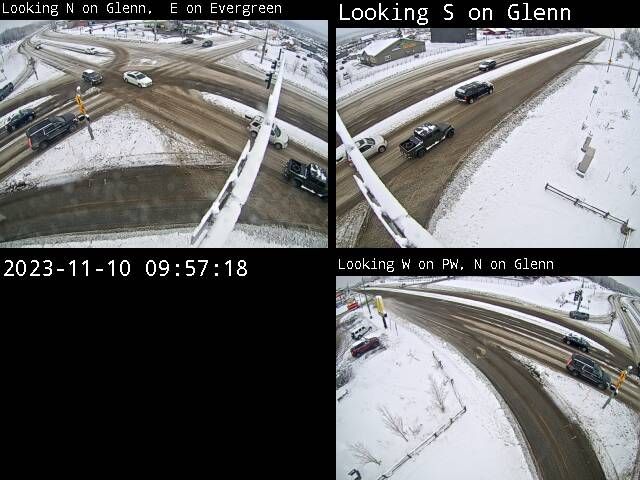 Looking N on Glenn,  E on Evergreen
Looking S on Glenn
2023-11-10 09:57:18
Looking W on PW, N on Glenn